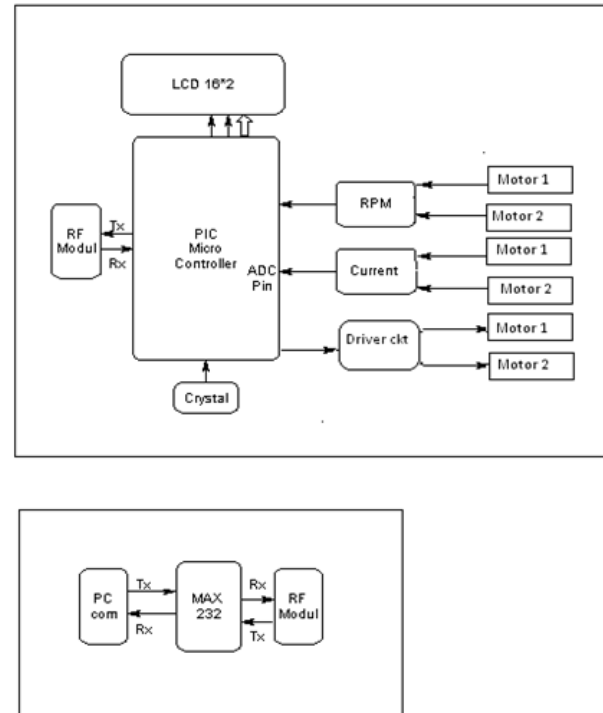 LCD 16*2
RF
Modul
Tx
Rx
PIC
Micro
Controller
ADC
Pin
RPM
Current
Driver ckt
Motor 1
Motor 2
Motor 1
Motor 2
Motor 1
Motor 2
Crystal
PC
com
Tx
Rx
MAX
232
Rx
Tx
RF
Modul